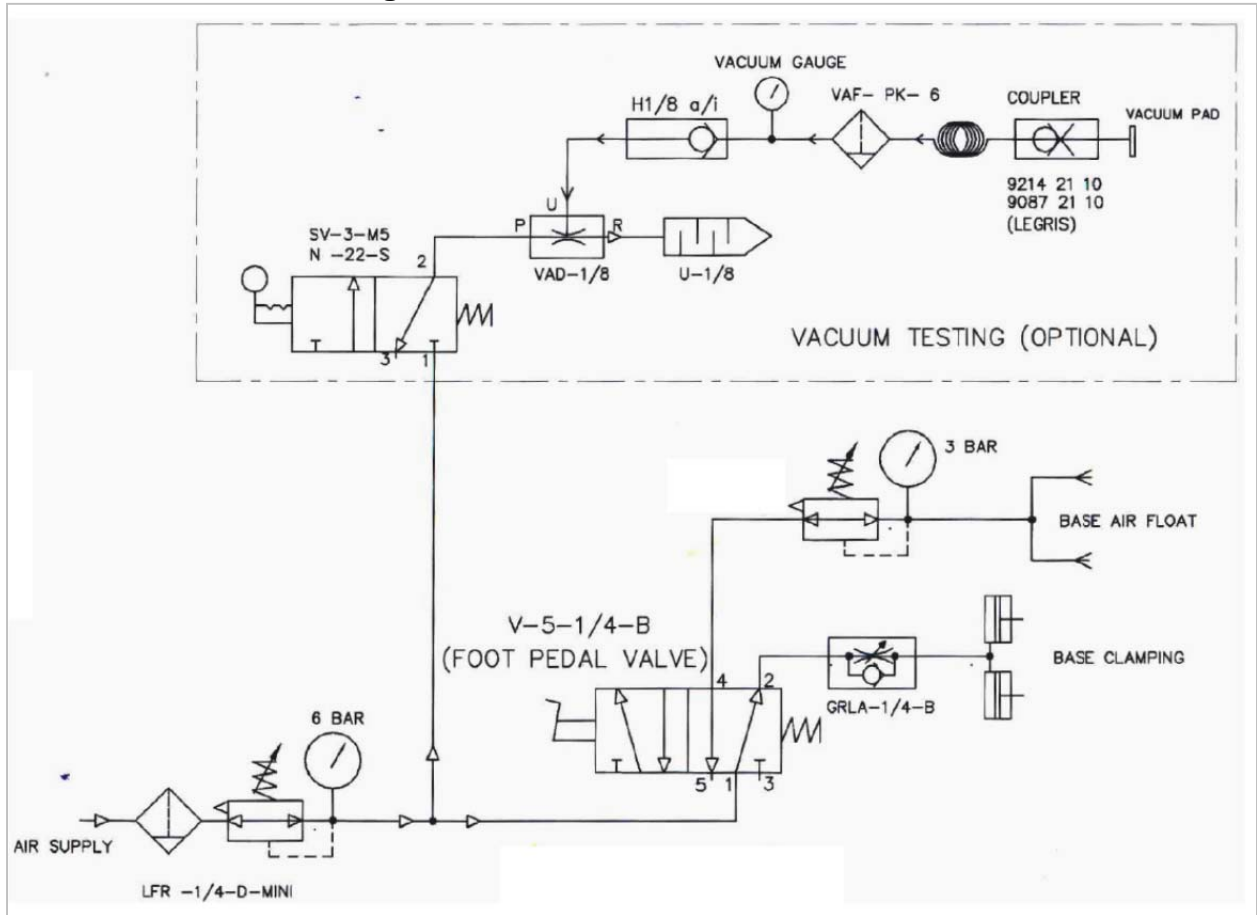 VACUUM GAUGE
H1/8 a/i
VAF- PK- 6
COUPLER
VACUUM PAD
9214 21 10
9087 21 10
(LEGRIS)
U
P
R
SV-3-M5
N -22-S
2
VAD-1/8
U-1/8
3
1
VACUUM TESTING (OPTIONAL)
3 BAR
BASE AIR FLOAT
V-5-1/4-B
(FOOT PEDAL VALVE)
4
2
BASE CLAMPING
GRLA-1/4-B
5
1
3
6 BAR
AIR SUPPLY
LFR -1/4-D-MINI